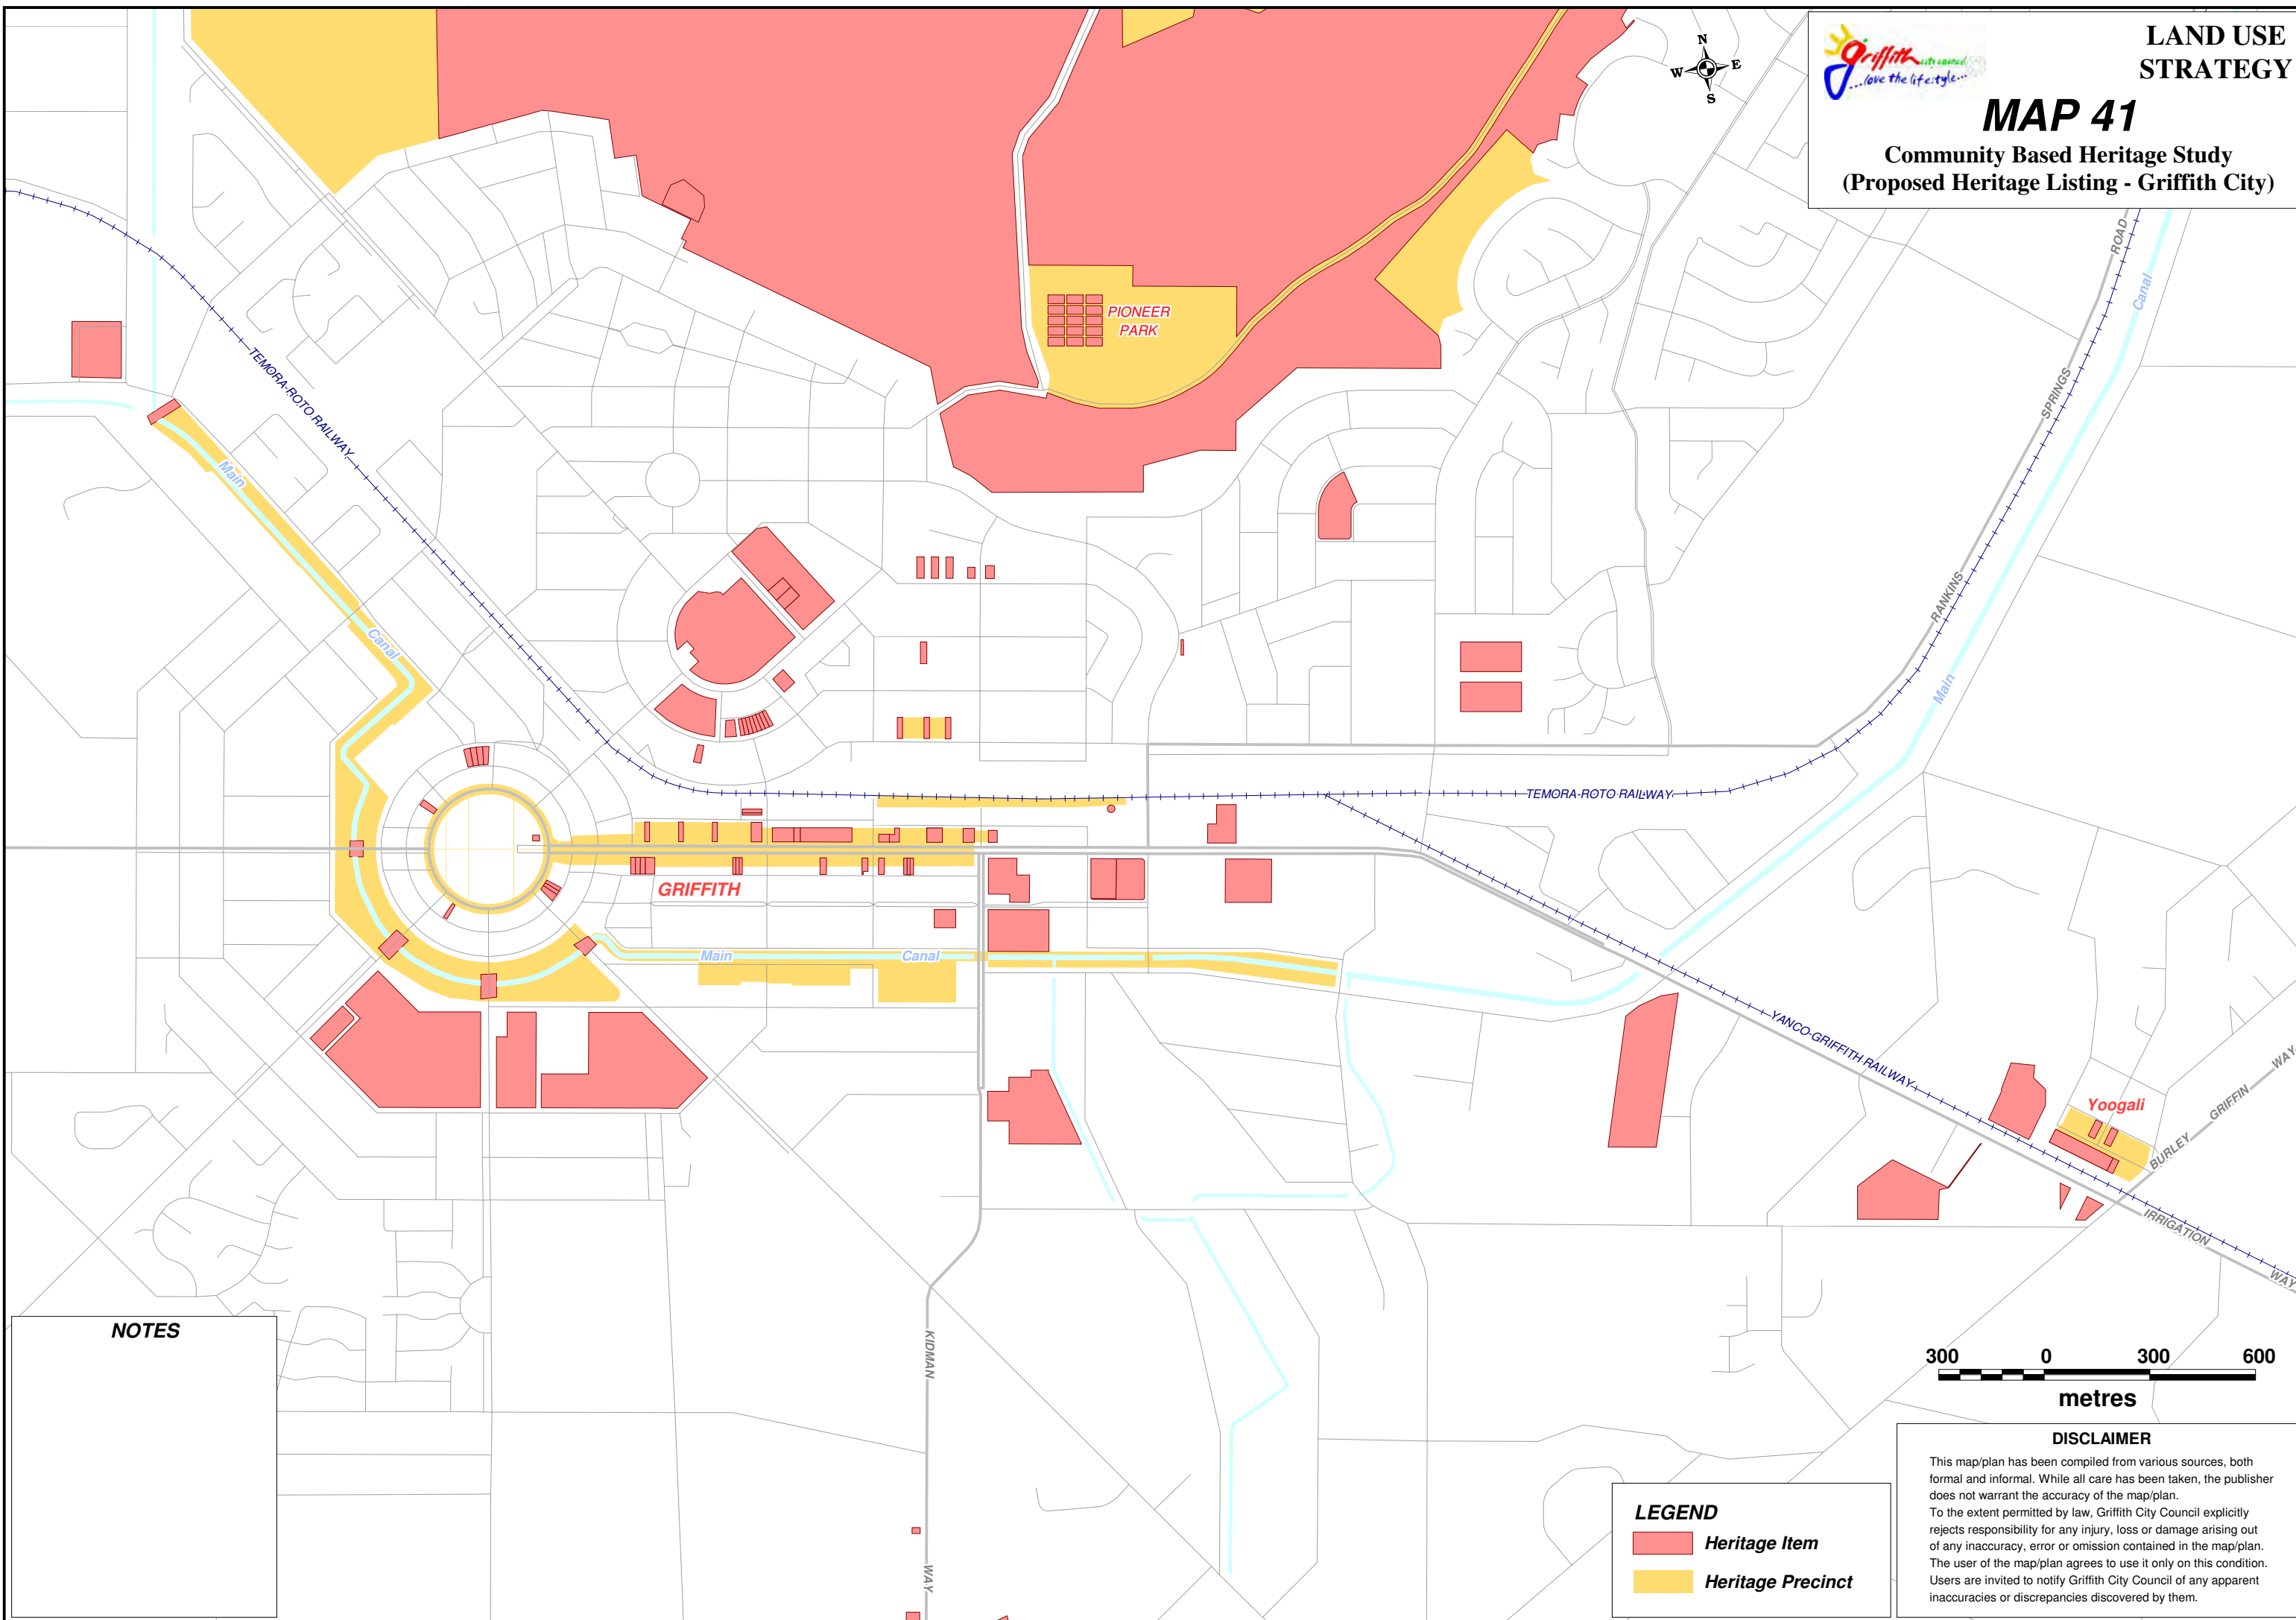 griffith city council
...love the lifestyle...
LAND USE
STRATEGY
MAP 41
Community Based Heritage Study
(Proposed Heritage Listing - Griffith City)
N
W
E
S
ROAD
Canal
PIONEER
PARK
TEMORA-ROTO RAILWAY
SPRINGS
Main
RANKINS
Canal
Main
TEMORA-ROTO RAILWAY
GRIFFITH
Main
Canal
YANCO-GRIFFITH RAILWAY
WAY
GRIFFIN
Yoogali
BURLEY
IRRIGATION
WAY
NOTES
KIDMAN
WAY
300 0 300 600
metres
LEGEND
Heritage Item
Heritage Precinct
DISCLAIMER
This map/plan has been compiled from various sources, both
formal and informal. While all care has been taken, the publisher
does not warrant the accuracy of the map/plan.
To the extent permitted by law, Griffith City Council explicitly
rejects responsibility for any injury, loss or damage arising out
of any inaccuracy, error or omission contained in the map/plan.
The user of the map/plan agrees to use it only on this condition.
Users are invited to notify Griffith City Council of any apparent
inaccuracies or discrepancies discovered by them.